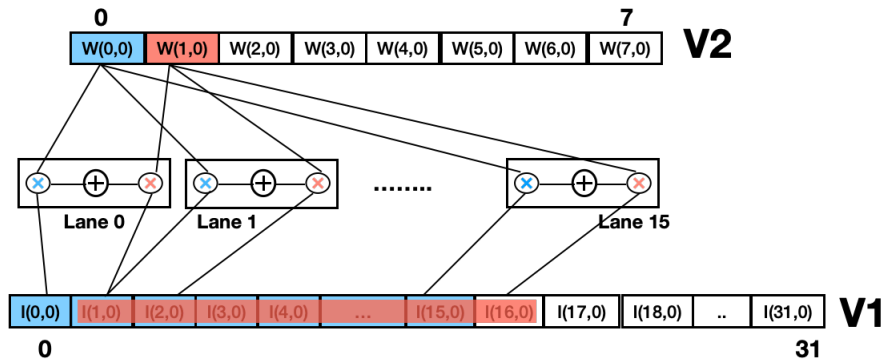 0 7
W(0,0) W(1,0) W(2,0) W(3,0) W(4,0) W(5,0) W(6,0) W(7,0) V2
........
Lane 0 Lane 1 Lane 15
I(0,0) I(1,0) I(2,0) I(3,0) I(4,0) ... I(15,0) I(16,0) I(17,0) I(18,0) .. I(31,0) V1
0 31